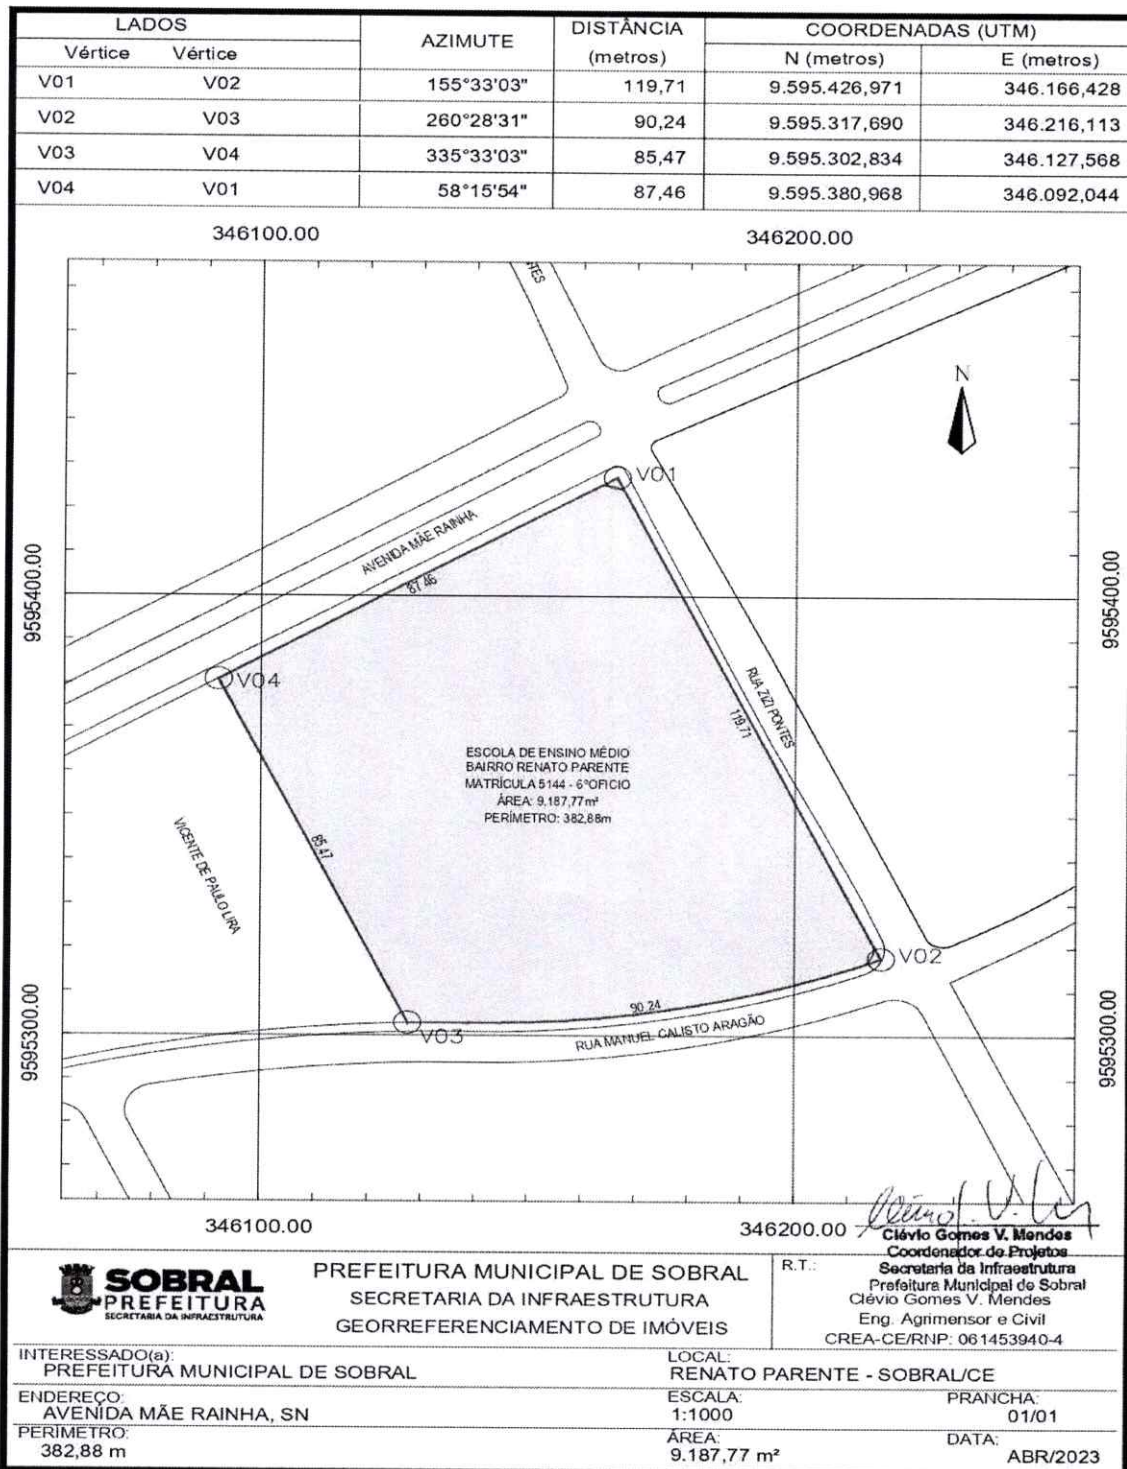 LADOS AZIMUTE DISTÂNCIA (metros) COORDENADAS (UTM)
Vértice Vértice N (metros) E (metros)
V01 V02 155°33'03" 119,71 9.595.426,971 346.166,428
V02 V03 260°28'31" 90,24 9.595.317,690 346.216,113
V03 V04 335°33'03" 85,47 9.595.302,834 346.127,568
V04 V01 58°15'54" 87,46 9.595.380,968 346.092,044
346100.00 346200.00
N
V01
AVENIDA MÃE RAINHA
87.46
9595400.00 9595400.00
V04
RUA ZIZI PONTES
119,71
ESCOLA DE ENSINO MÉDIO
BAIRRO RENATO PARENTE
MATRÍCULA 5144 - 6°OFICIO
ÁREA: 9.187,77m²
PERÍMETRO: 382,88m
85.47
VICENTE DE PAULO LIRA
V02
90.24
V03
RUA MANUEL CALISTO ARAGÃO
9595300.00 9595300.00
346100.00 346200.00
Clávio Gomes V. Mendes
Coordenador de Projetos
Secretaria da Infraestrutura
Prefeitura Municipal de Sobral
R.T.:
Clévio Gomes V. Mendes
Eng. Agrimensor e Civil
CREA-CE/RNP: 061453940-4
SOBRAL
PREFEITURA
SECRETARIA DA INFRAESTRUTURA
PREFEITURA MUNICIPAL DE SOBRAL
SECRETARIA DA INFRAESTRUTURA
GEORREFERENCIAMENTO DE IMÓVEIS
INTERESSADO(a):
PREFEITURA MUNICIPAL DE SOBRAL
LOCAL:
RENATO PARENTE - SOBRAL/CE
ENDEREÇO:
AVENIDA MÃE RAINHA, SN
ESCALA:
1:1000
PRANCHA:
01/01
PERÍMETRO:
382,88 m
ÁREA:
9.187,77 m²
DATA:
ABR/2023